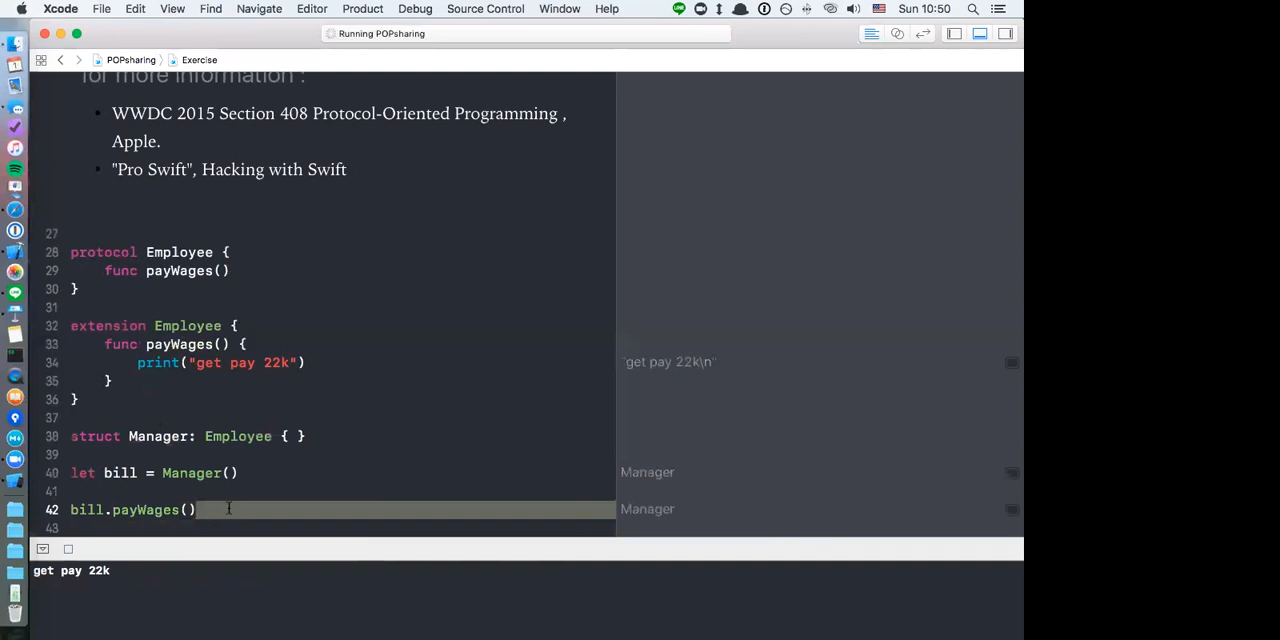 Xcode File Edit View Find Navigate Editor Product Debug Source Control Window Help Sun 10:50
Running POPsharing
POPsharing Exercise
for more information :
• WWDC 2015 Section 408 Protocol-Oriented Programming ,
Apple.
• "Pro Swift", Hacking with Swift
27
28 protocol Employee {
29 func payWages()
30 }
31
32 extension Employee {
33 func payWages() {
34 print("get pay 22k") "get pay 22k\n"
35 }
36 }
37
38 struct Manager: Employee { }
39
40 let bill = Manager() Manager
41
42 bill.payWages() Manager
43
get pay 22k